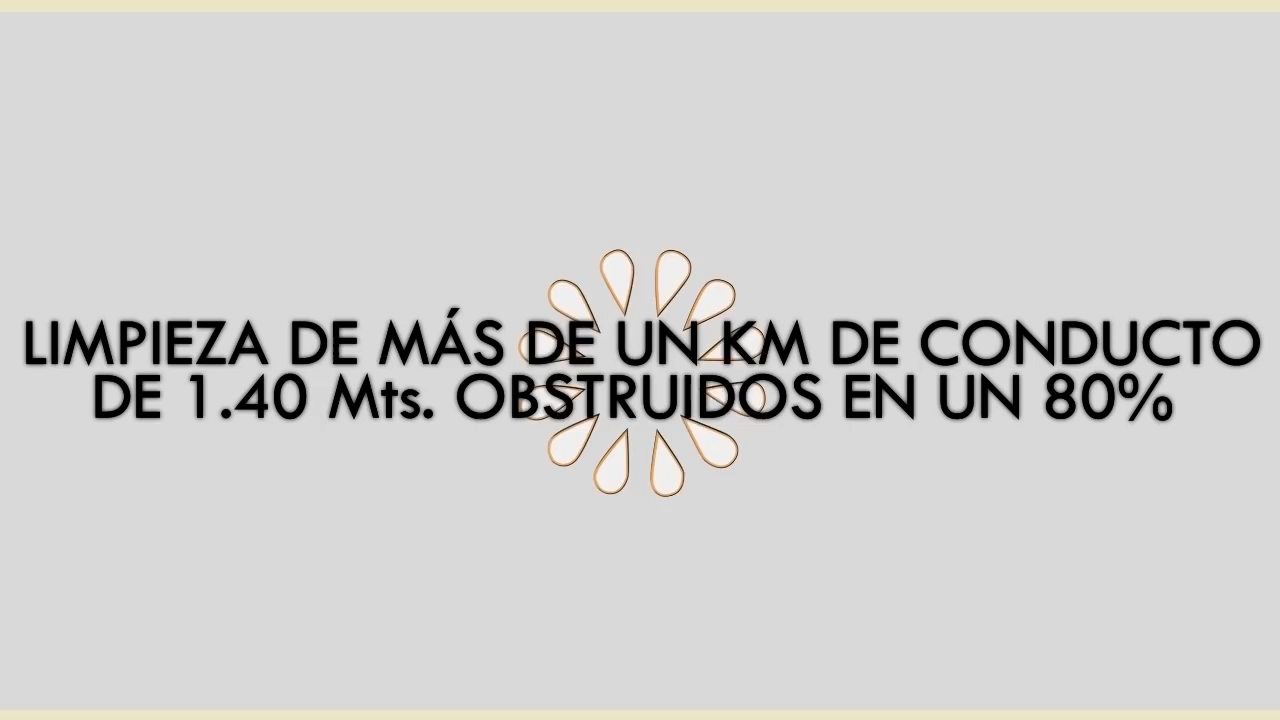 LIMPIEZA DE MÁS DE UN KM DE CONDUCTO
DE 1.40 Mts. OBSTRUIDOS EN UN 80%